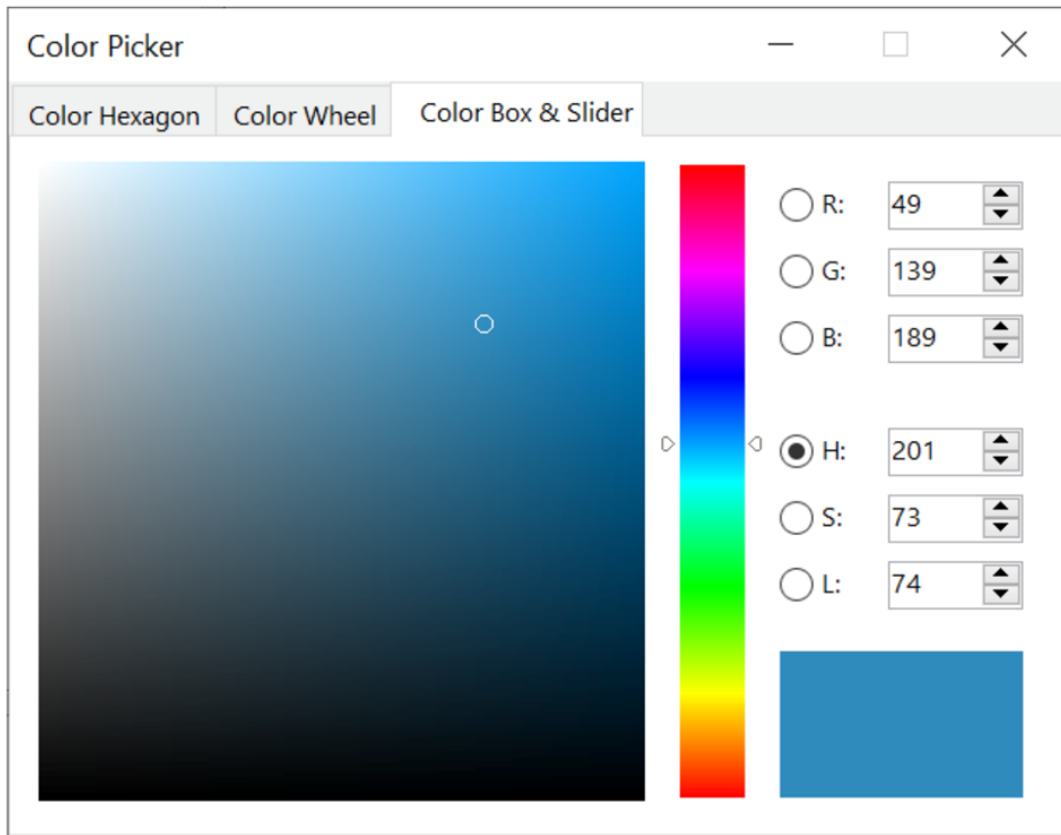 Color Picker
Color Hexagon
Color Wheel
Color Box & Slider
R: 49
G: 139
B: 189
H: 201
S: 73
L: 74